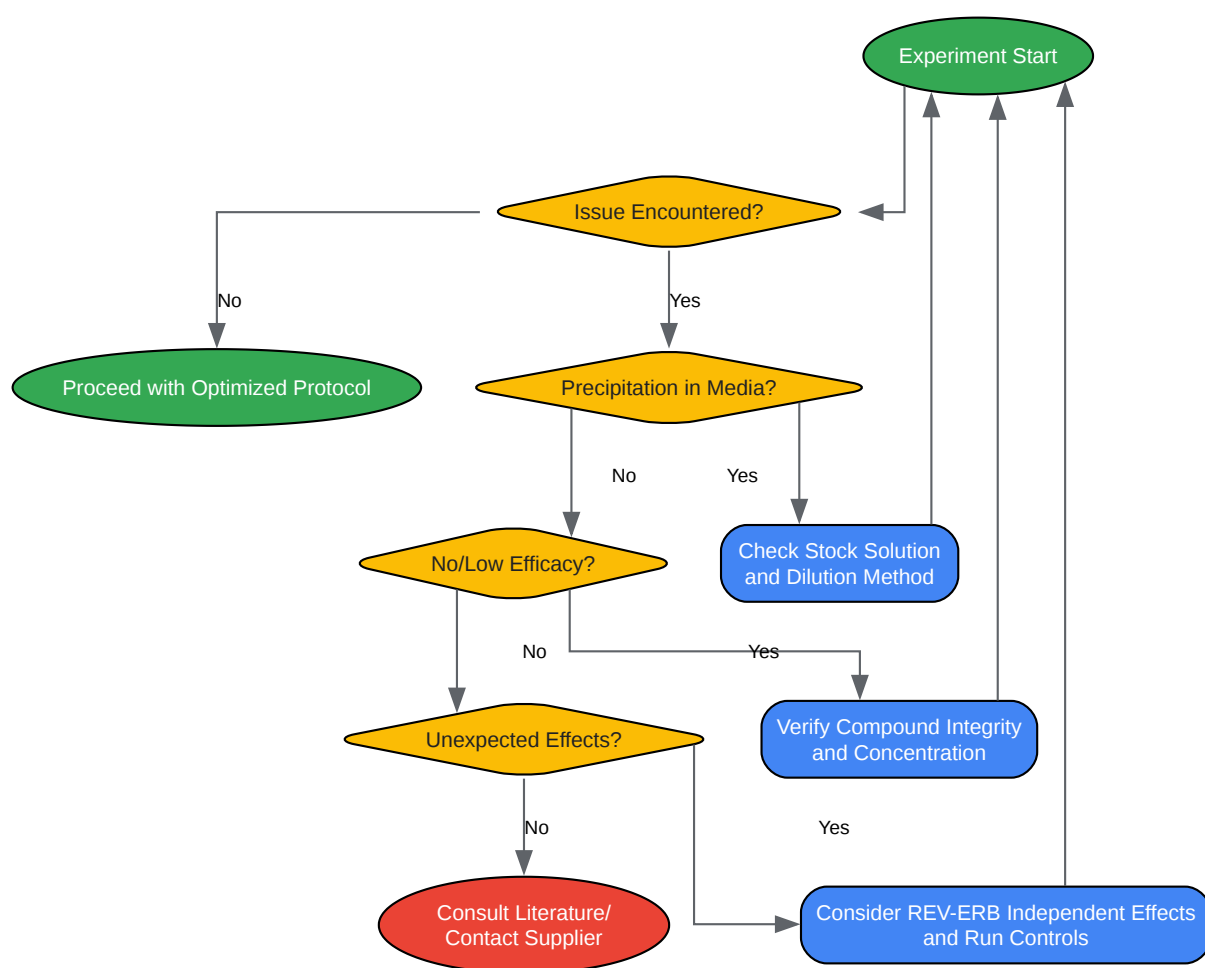 Experiment Start
Issue Encountered?
No
Yes
Proceed with Optimized Protocol
Precipitation in Media?
No
Yes
No/Low Efficacy?
Check Stock Solution
and Dilution Method
No
Yes
Unexpected Effects?
Verify Compound Integrity
and Concentration
No
Yes
Consult Literature/
Contact Supplier
Consider REV-ERB Independent Effects
and Run Controls